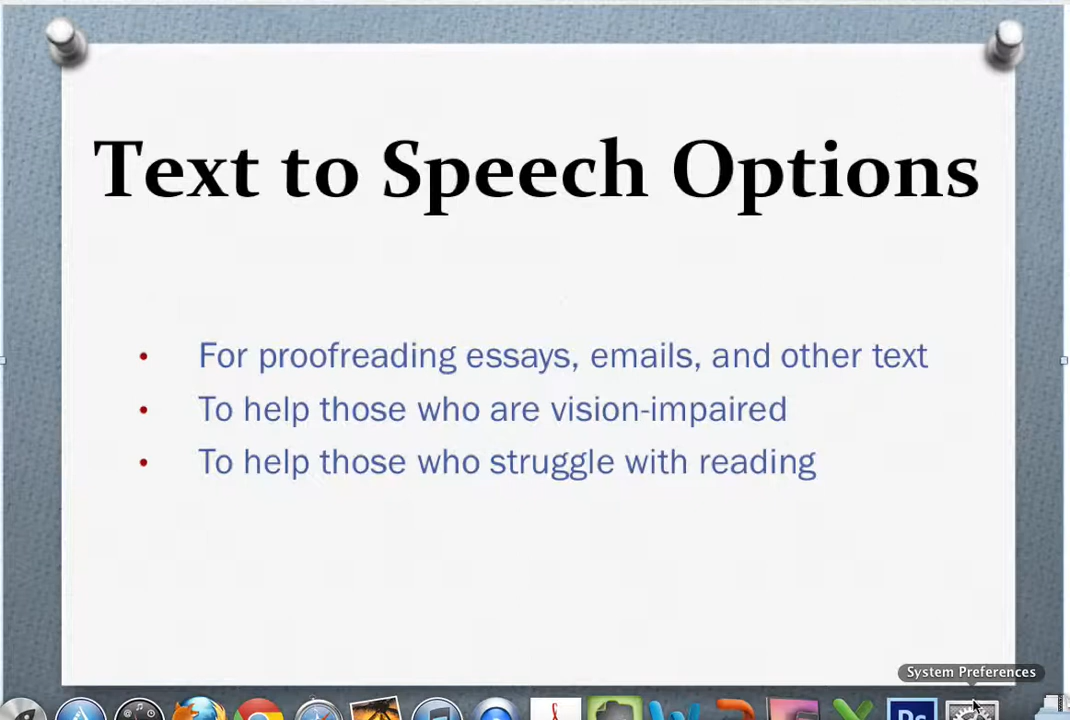 Text to Speech Options
• For proofreading essays, emails, and other text
• To help those who are vision-impaired
• To help those who struggle with reading
System Preferences
Ps